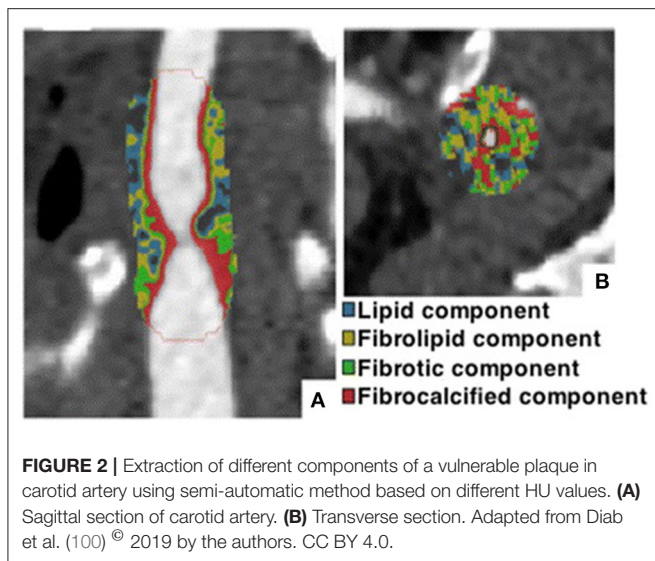 A
B
Lipid component
Fibrolipid component
Fibrotic component
Fibrocalcified component
FIGURE 2 | Extraction of different components of a vulnerable plaque in
carotid artery using semi-automatic method based on different HU values. (A)
Sagittal section of carotid artery. (B) Transverse section. Adapted from Diab
et al. (100) © 2019 by the authors. CC BY 4.0.